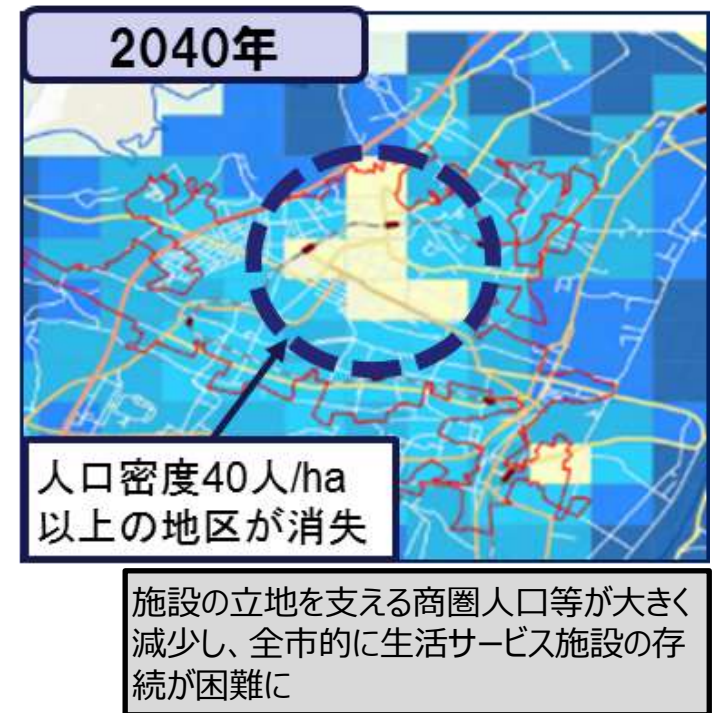 2040年
人口密度40人/ha
以上の地区が消失
施設の立地を支える商圏人口等が大きく
減少し、全市的に生活サービス施設の存
続が困難に